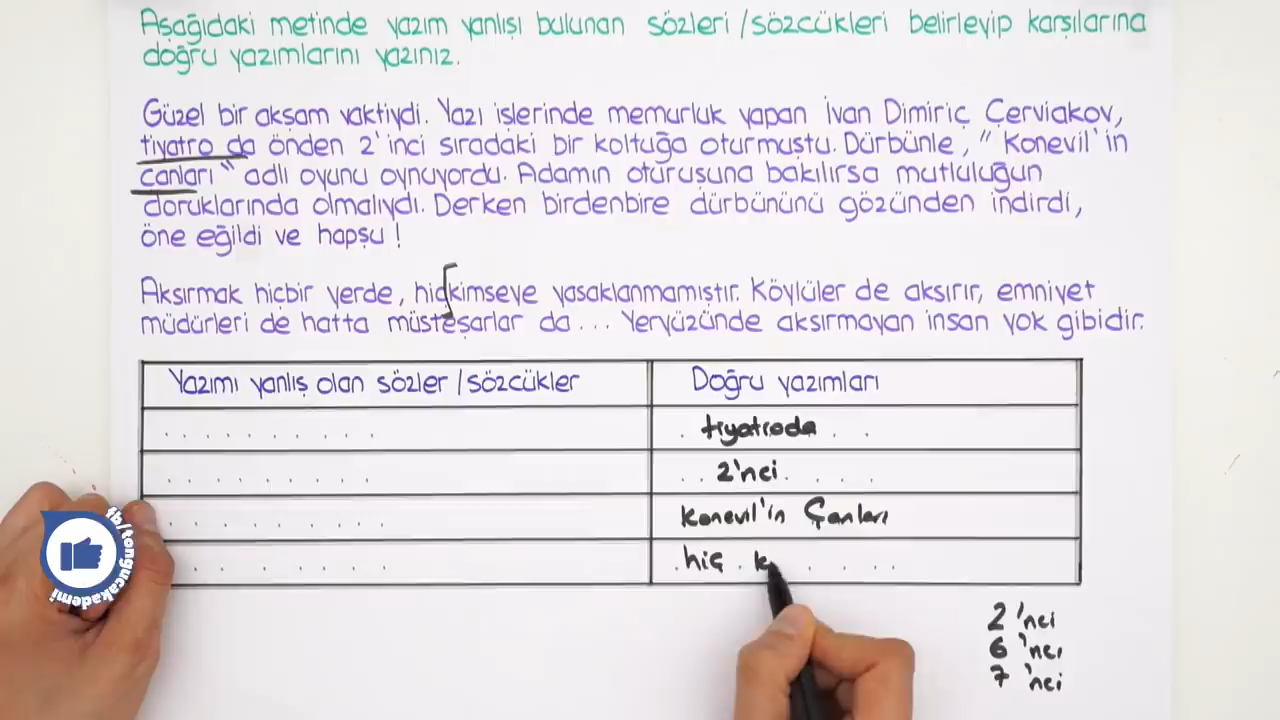 Aşağıdaki metinde yazım yanlışı bulunan sözleri/sözcükleri belirleyip karşılarına
doğru yazımlarını yazınız.
Güzel bir akşam vaktiydi. Yazı işlerinde memurluk yapan İvan Dimiriç Çerviakov,
tiyatro da önden 2'inci sıradaki bir koltuğa oturmuştu. Dürbünle, "Konevil'in
çanları" adlı oyunu oynuyordu. Adamın oturuşuna bakılırsa mutluluğun
doruklarında olmalıydı. Derken birdenbire dürbününü gözünden indirdi,
öne eğildi ve hapşu!
Aksırmak hiçbir yerde, hiçkimseye yasaklanmamıştır. Köylüler de aksırır, emniyet
müdürleri de hatta müsteşarlar da... Yeryüzünde aksırmayan insan yok gibidir.
Yazımı yanlış olan sözler/sözcükler Doğru yazımları
.......... . tiyatroda . .
.......... .. 2'nci ....
.......... Konevil'in Çanları
.......... .hiç . k ....
fb/tongucakademi
2 'nci
6 'ncı
7 'nci